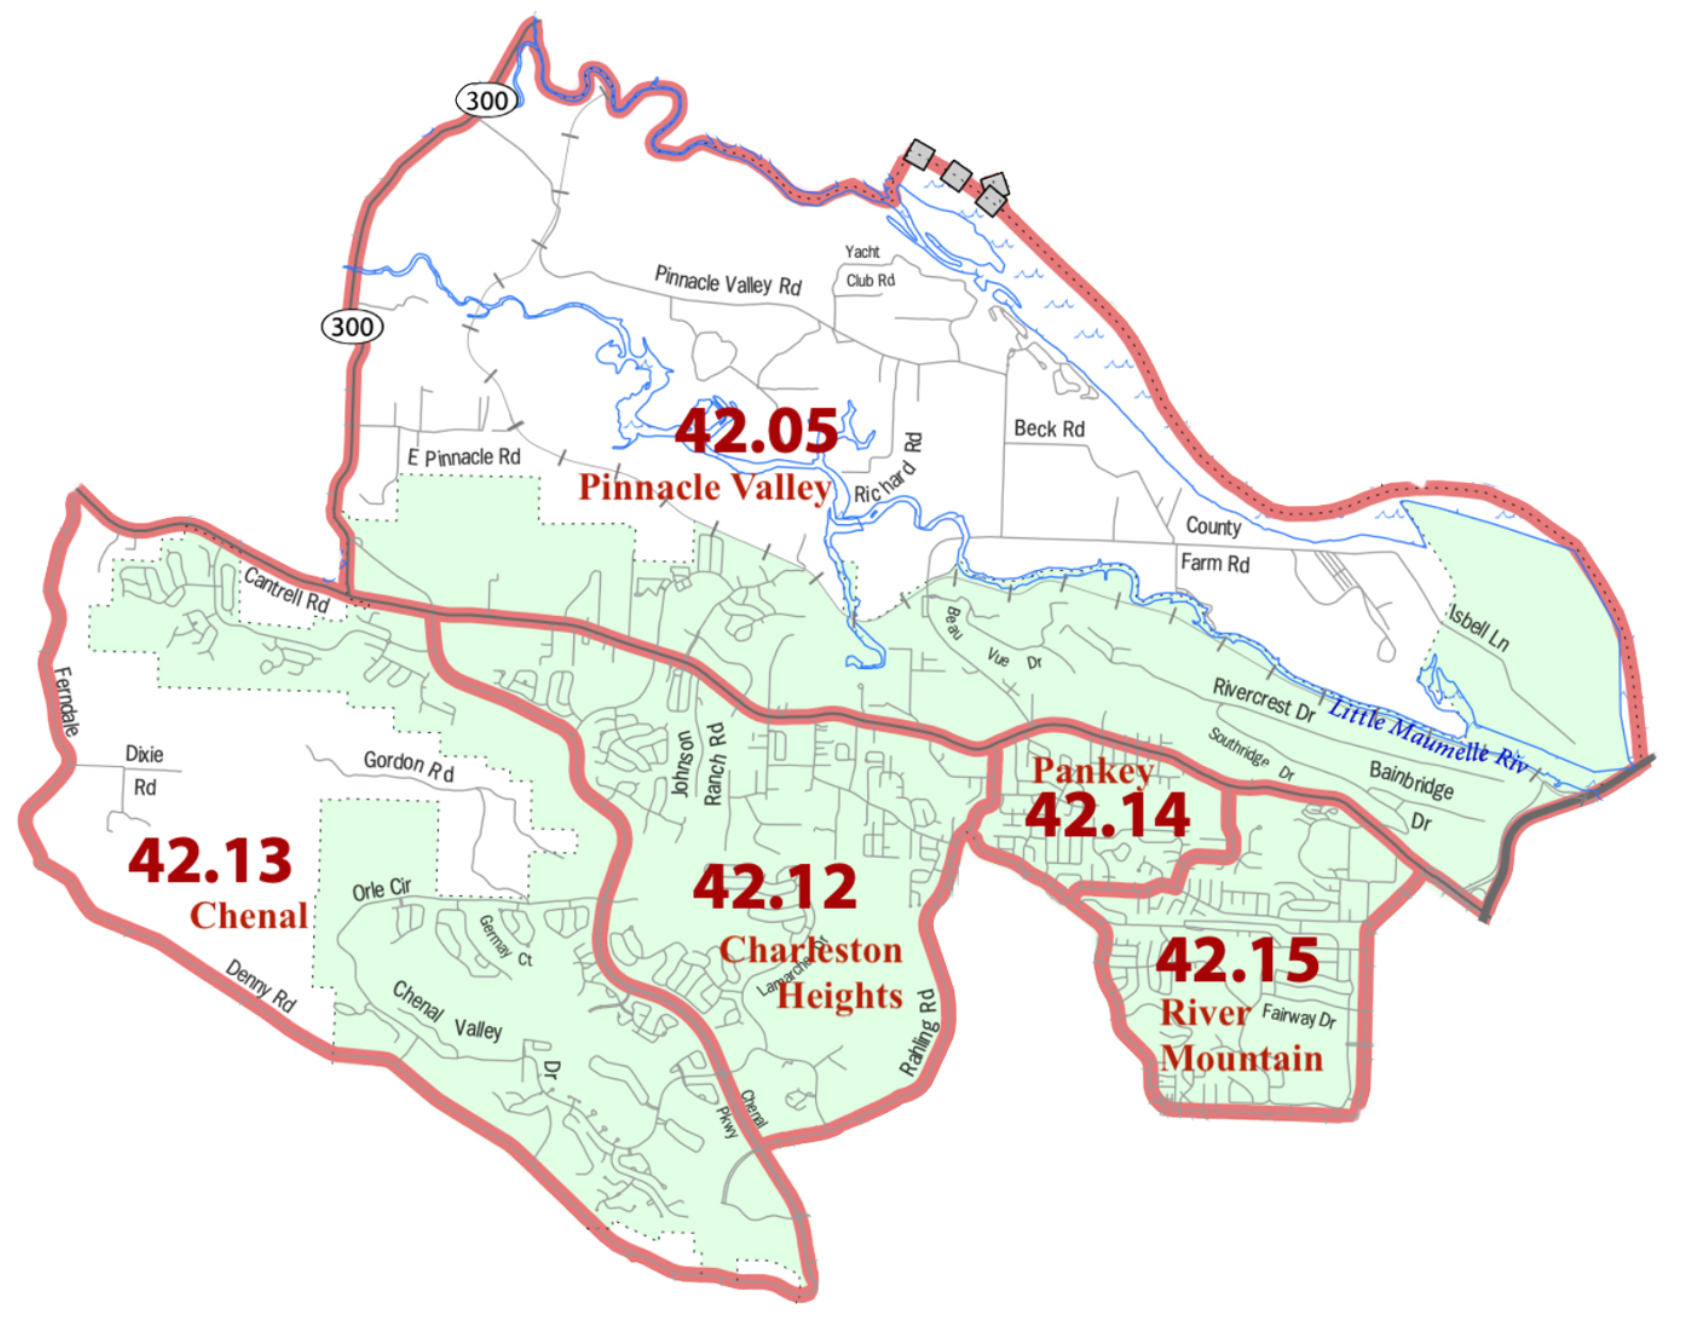 300
Yacht
Club Rd
Pinnacle Valley Rd
300
42.05
Pinnacle Valley
Beck Rd
E Pinnacle Rd
Richard Rd
County
Farm Rd
Cantrell Rd
Isbell Ln
Beau
Vue Dr
Ferndale
Rivercrest Dr
Little Maumelle Riv
Southridge Dr
Bainbridge
Dr
Dixie
Rd
Gordon Rd
Johnson
Ranch Rd
Pankey
42.14
42.13
Chenal
Orle Cir
Germay
Ct
42.12
Charleston
Heights
Lamarche Dr
42.15
River
Mountain
Fairway Dr
Denny Rd
Chenal Valley
Dr
Rahling Rd
Chenal
Pkwy